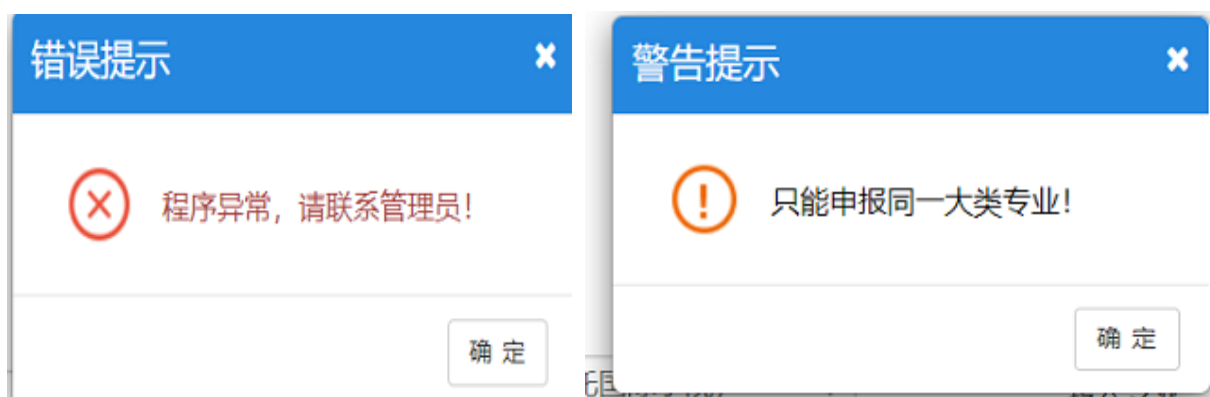 错误提示
程序异常，请联系管理员！
确 定
警告提示
只能申报同一大类专业！
确 定